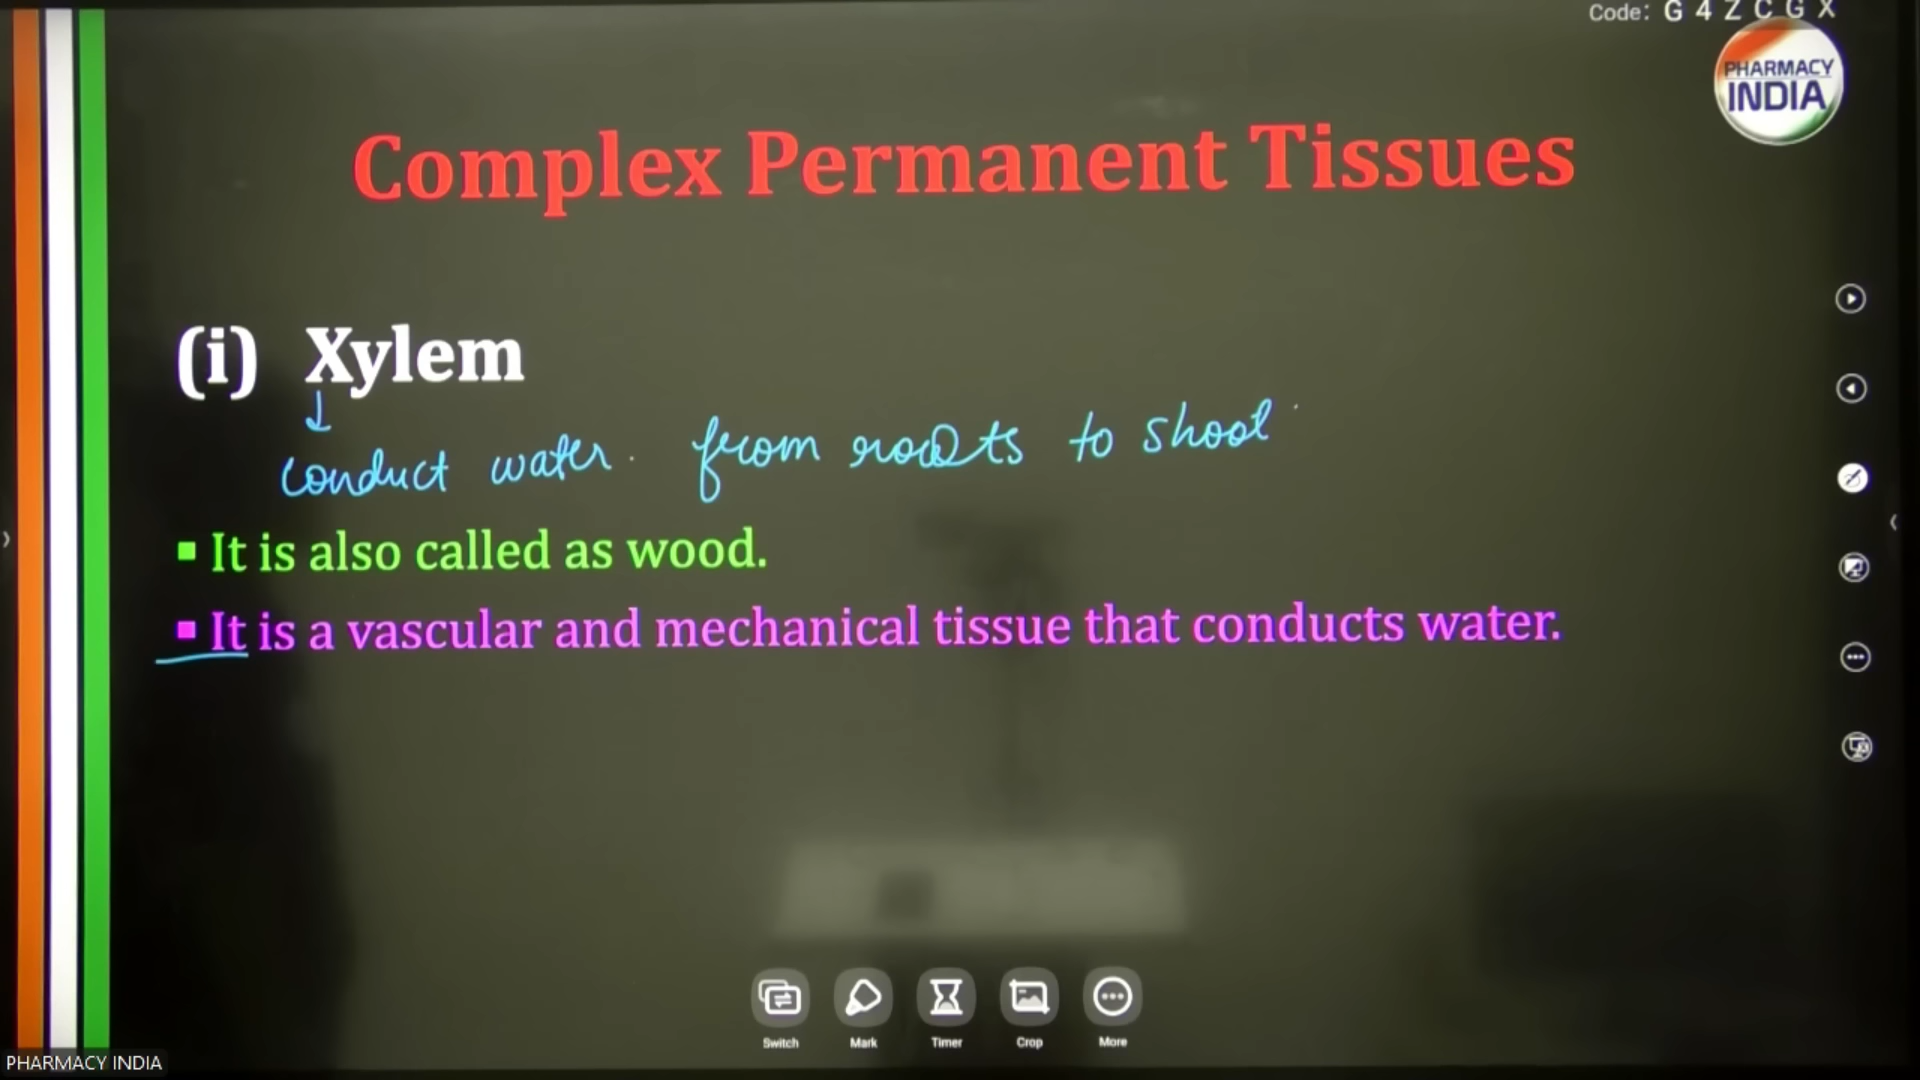 Code: G 4 Z C G X
PHARMACY
INDIA
Complex Permanent Tissues
(i) Xylem
↓
conduct water. from roots to shoot
▪ It is also called as wood.
▪ It is a vascular and mechanical tissue that conducts water.
Switch Mark Timer Crop More
PHARMACY INDIA